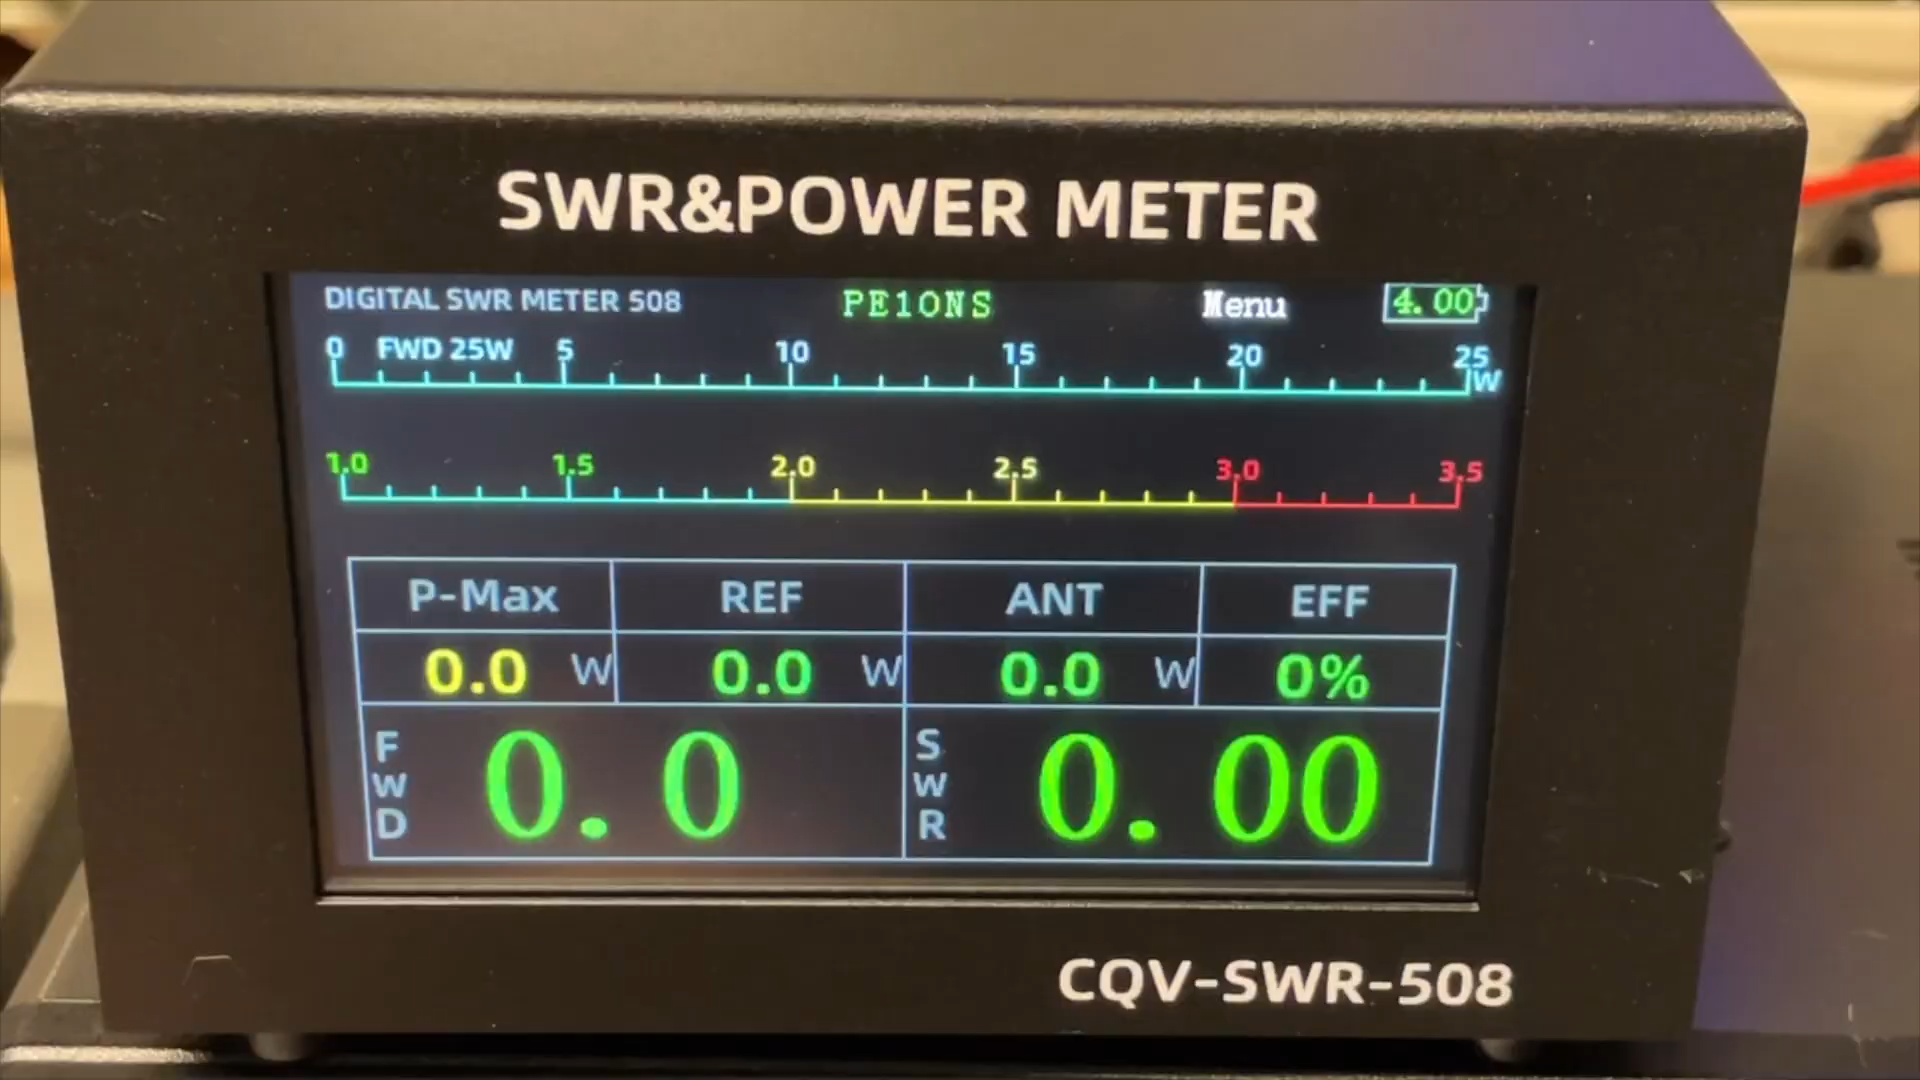 SWR&POWER METER
DIGITAL SWR METER 508 PE1ONS Menu 4.00
0 FWD 25W 5 10 15 20 25
W
1.0 1.5 2.0 2.5 3.0 3.5
P-Max REF ANT EFF
0.0 W 0.0 W 0.0 W 0%
FWD 0.0 SWR 0.00
CQV-SWR-508